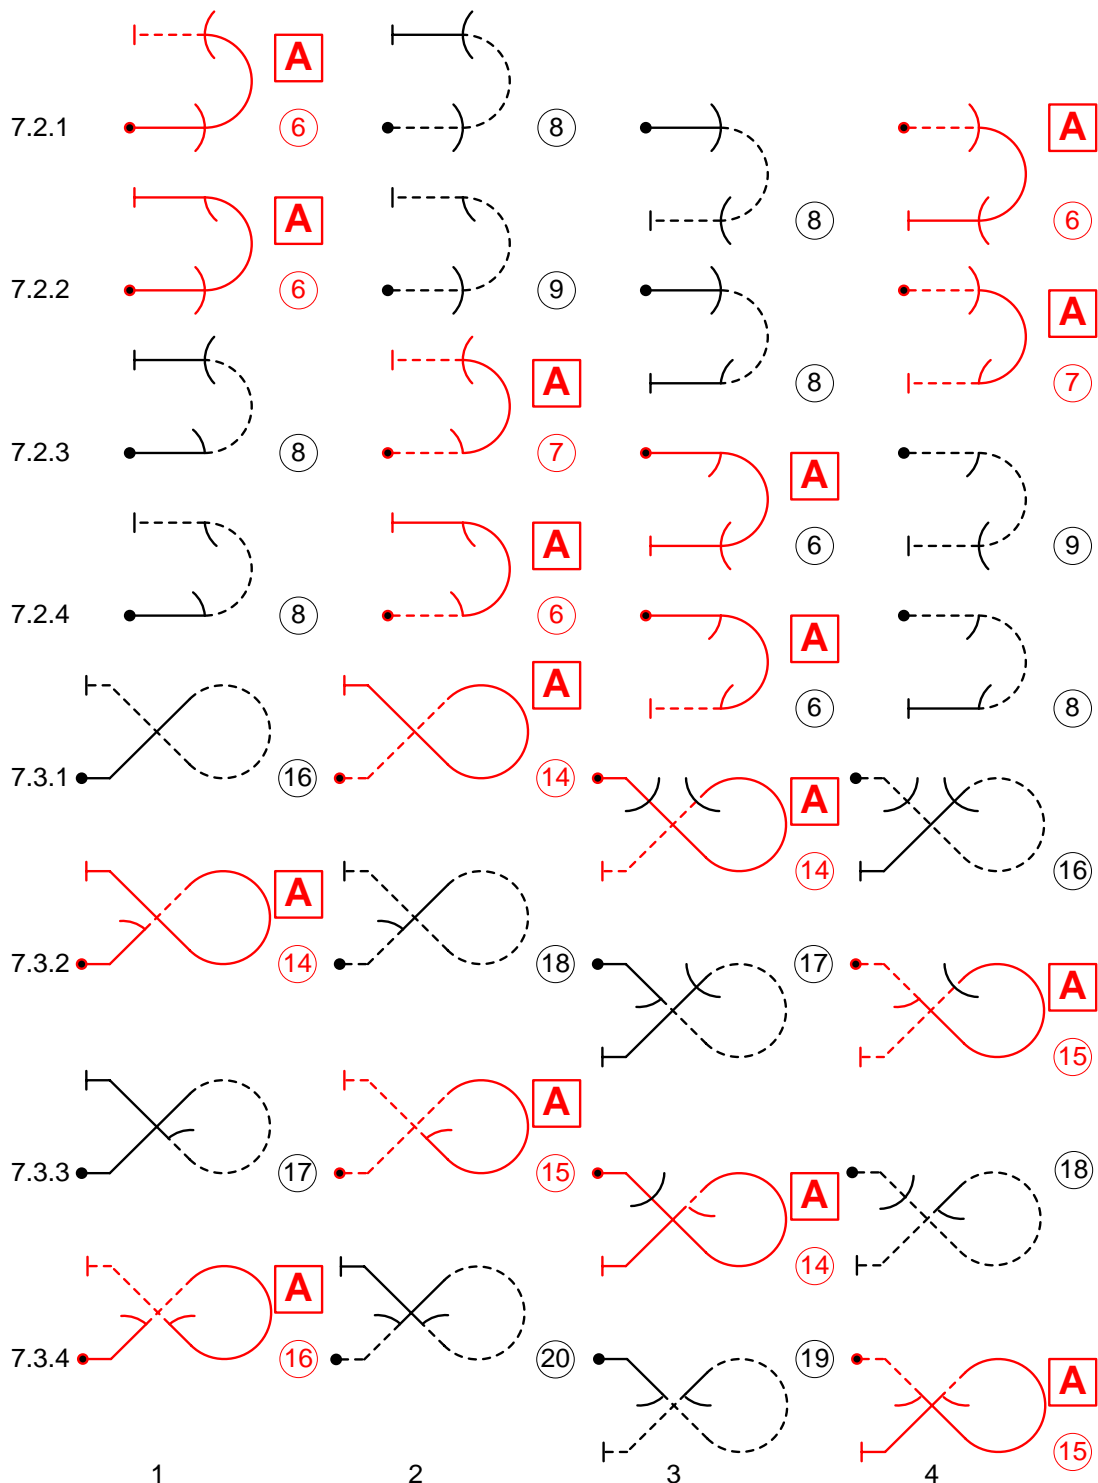 A A
7.2.1 6 8 A
8 6
A
7.2.2 6 9 A
A 8 7
7.2.3 8 7 A
A 6 9
7.2.4 8 6 A
A 6 8
7.3.1 16 14 A
A 14 16
7.3.2 14 18 17 A
15
A
7.3.3 17 15 A 18
A 14
7.3.4 16 20 19 A
15
1 2 3 4